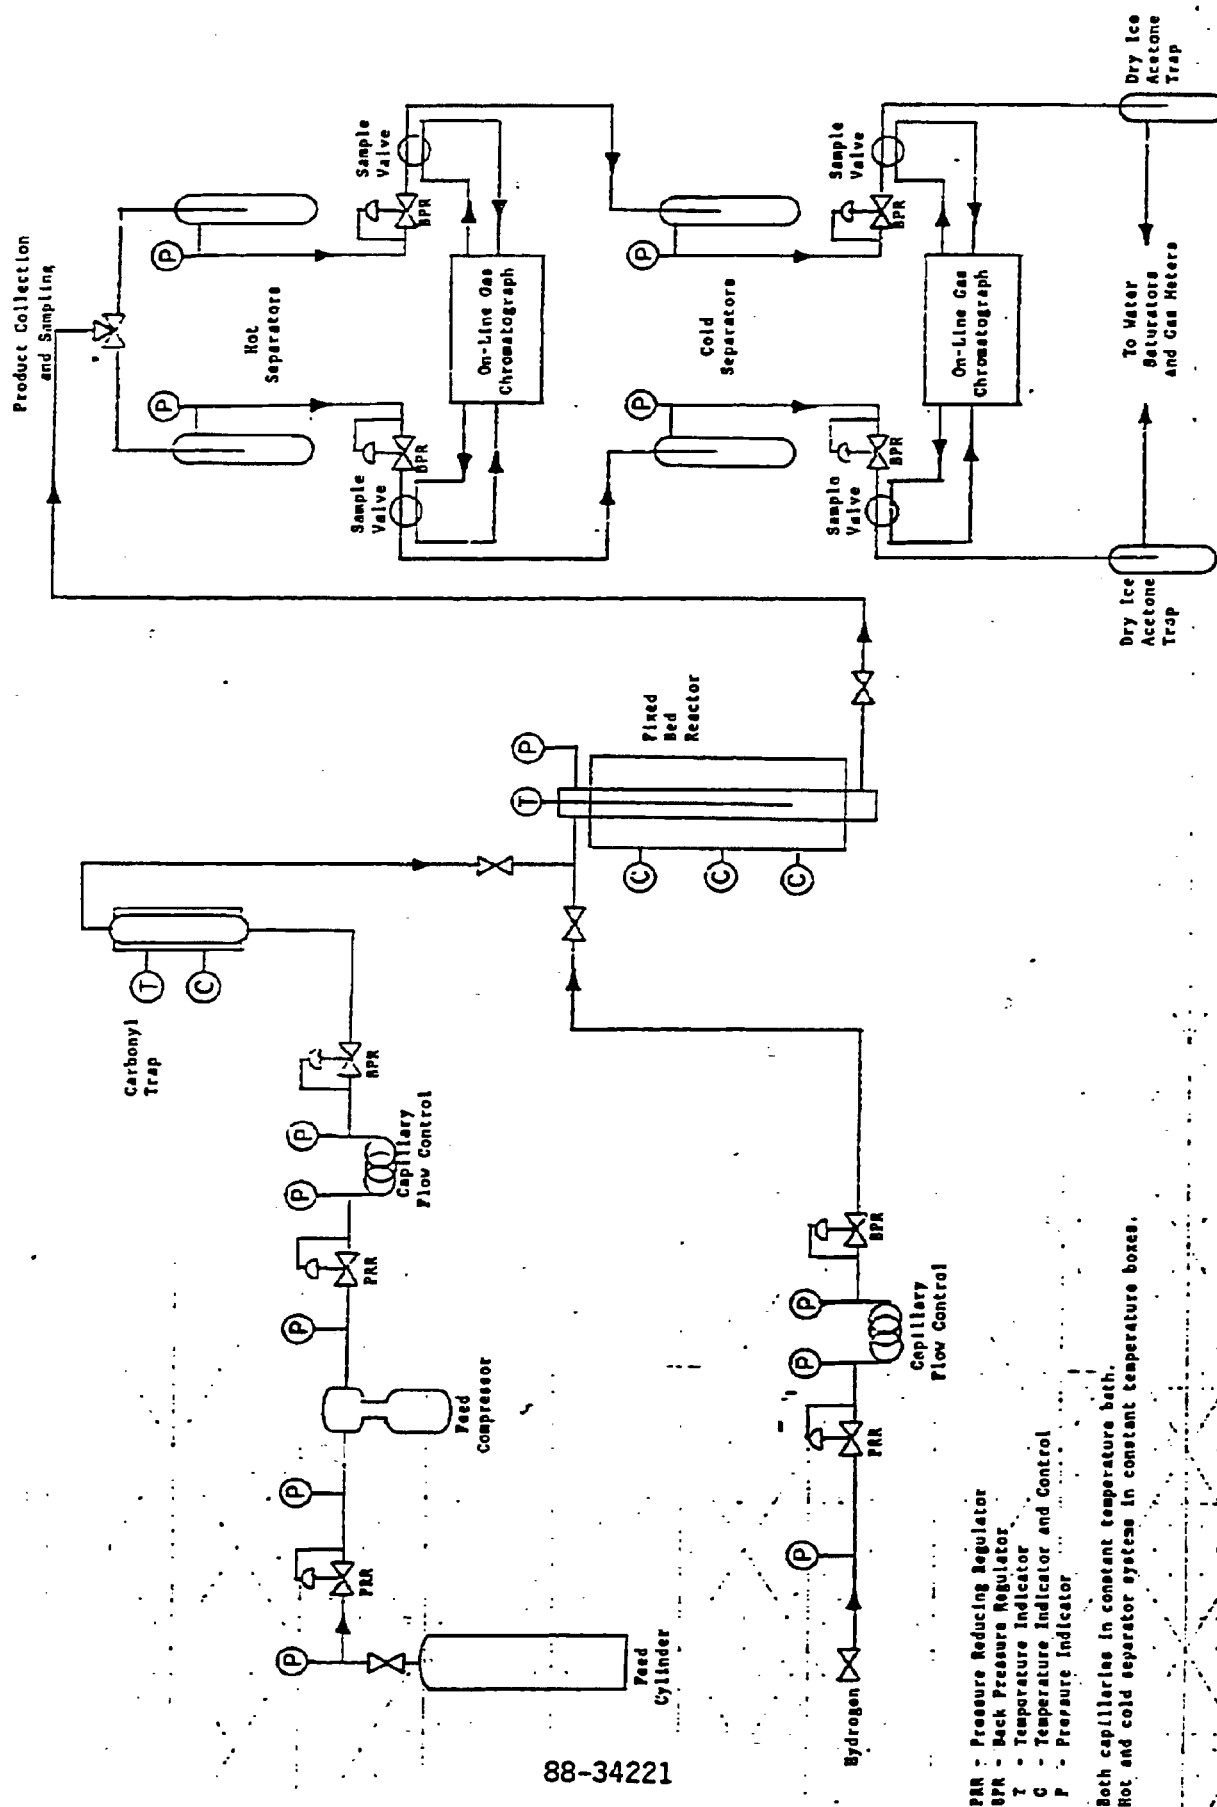 Product Collection
and Sampling
P
P
Hot
Separators
Sample
Valve
BPR
BPR
Sample
Valve
On-Line Gas
Chromatograph
P
P
Cold
Separators
Sample
Valve
BPR
BPR
Sample
Valve
On-Line Gas
Chromatograph
Dry Ice
Acetone
Trap
To Water
Saturators
and Gas Meters
Dry Ice
Acetone
Trap
Carbonyl
Trap
T
C
P
T
Fixed
Bed
Reactor
C
C
C
Feed
Cylinder
P
PRR
P
Feed
Compressor
P
PRR
P
P
Capillary
Flow Control
BPR
Hydrogen
P
PRR
P
P
Capillary
Flow Control
BPR
PRR - Pressure Reducing Regulator
BPR - Back Pressure Regulator
T - Temperature Indicator
C - Temperature Indicator and Control
P - Pressure Indicator
Both capillaries in constant temperature bath.
Hot and cold separator systems in constant temperature boxes.
88-34221